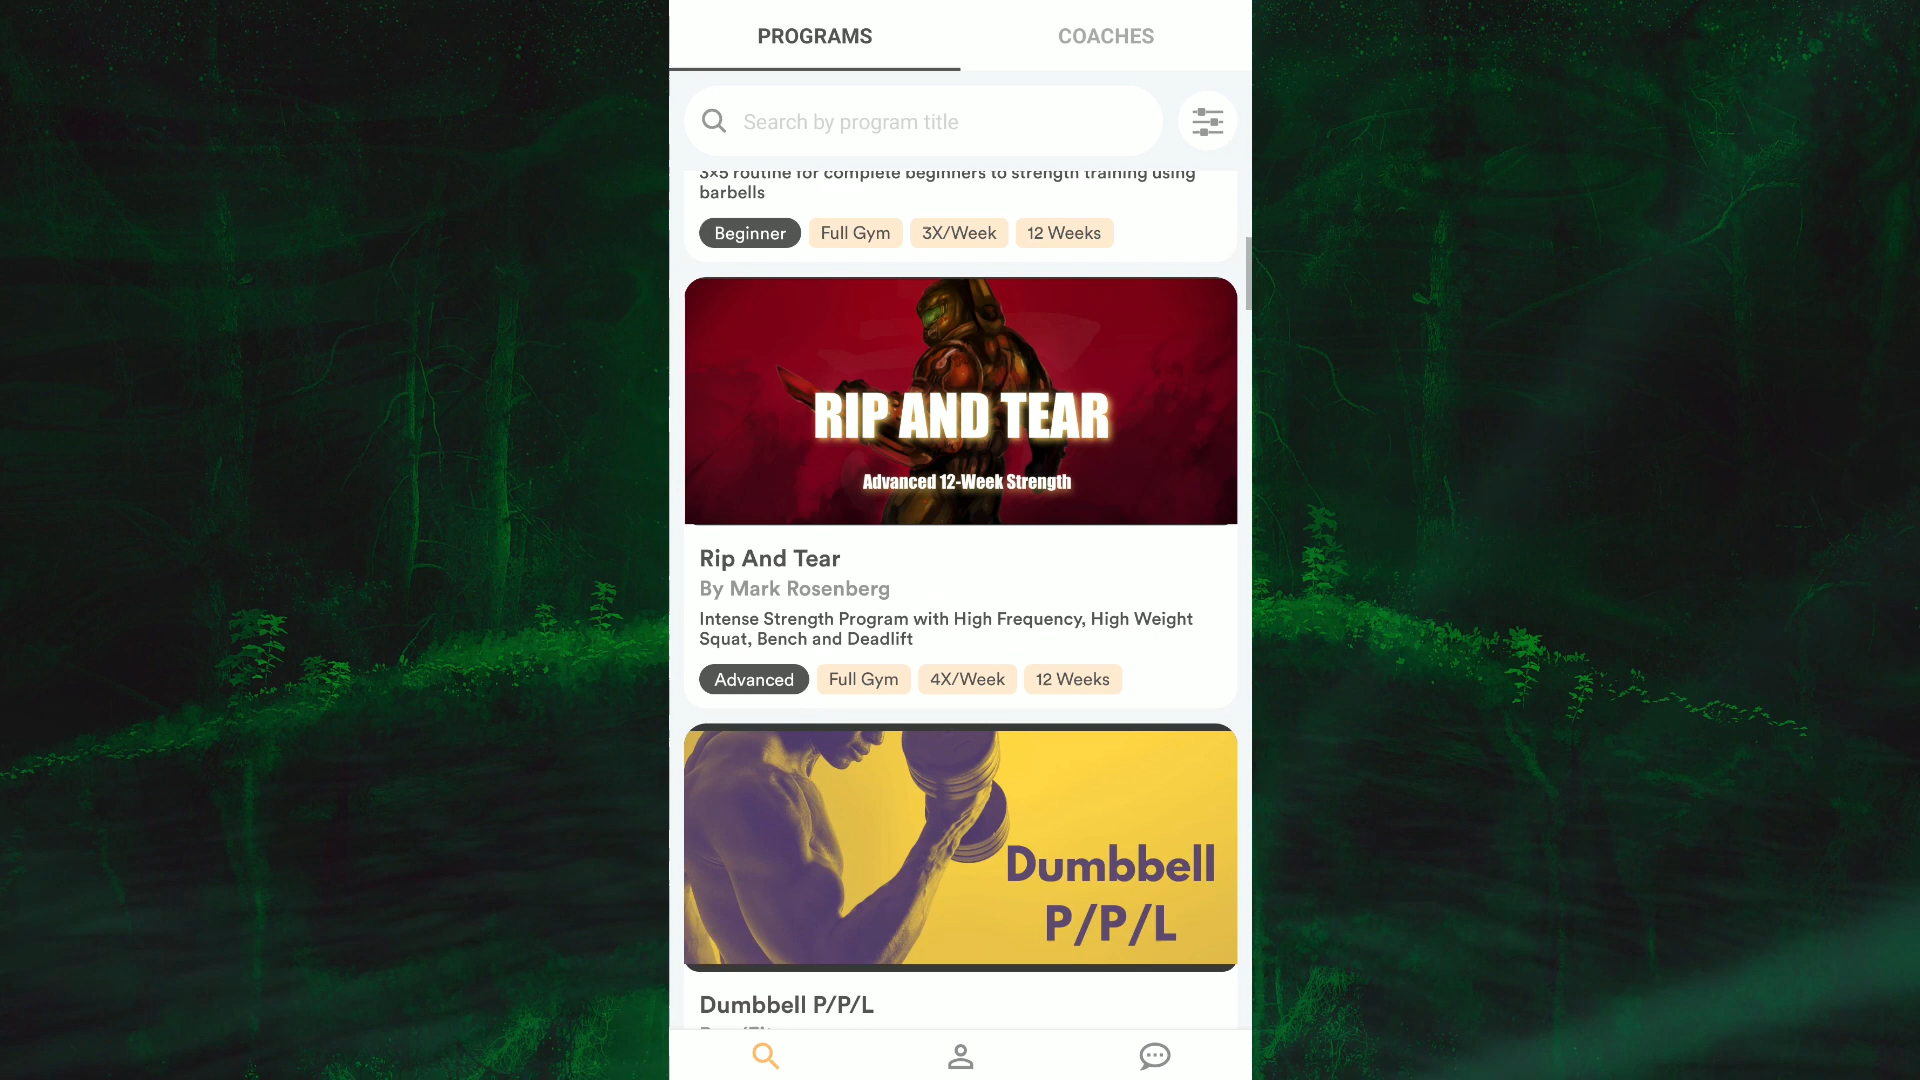 PROGRAMS
COACHES
Search by program title
3x5 routine for complete beginners to strength training using
barbells
Beginner
Full Gym
3X/Week
12 Weeks
RIP AND TEAR
Advanced 12-Week Strength
Rip And Tear
By Mark Rosenberg
Intense Strength Program with High Frequency, High Weight
Squat, Bench and Deadlift
Advanced
Full Gym
4X/Week
12 Weeks
Dumbbell
P/P/L
Dumbbell P/P/L